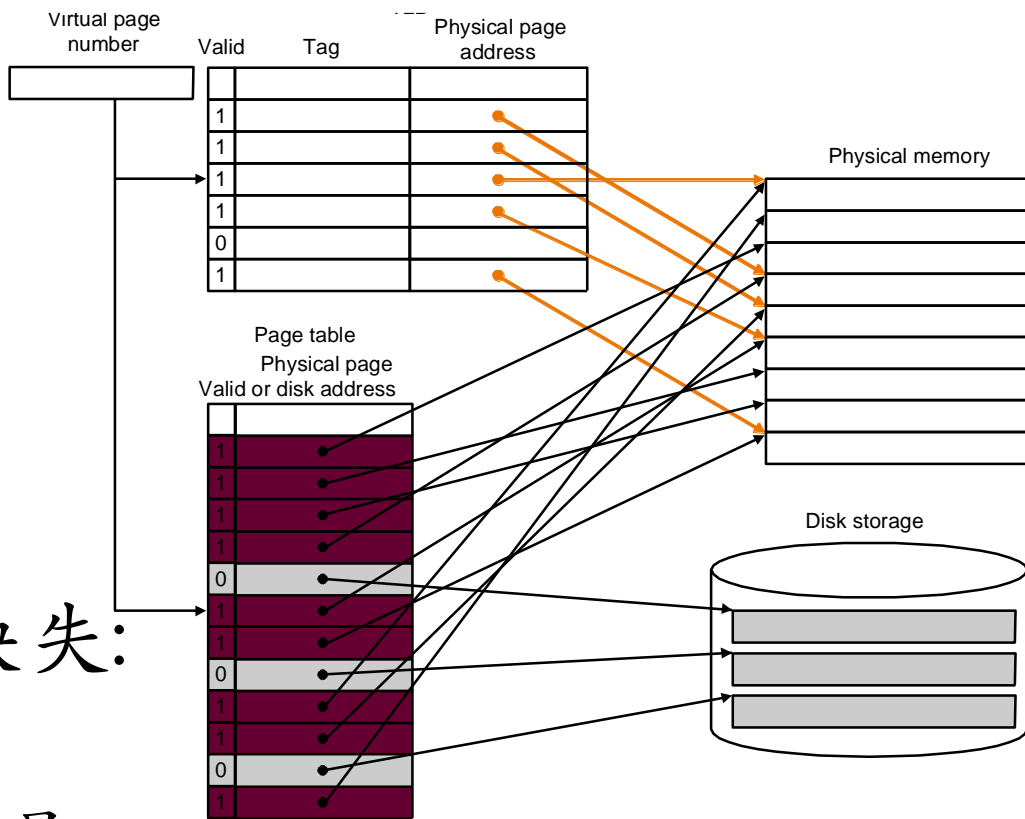 Virtual page
number
Valid
Tag
Physical page
address
1
1
1
1
0
1
Physical memory
Page table
Physical page
Valid or disk address
1
1
1
1
0
1
1
0
1
1
0
1
Disk storage
失: